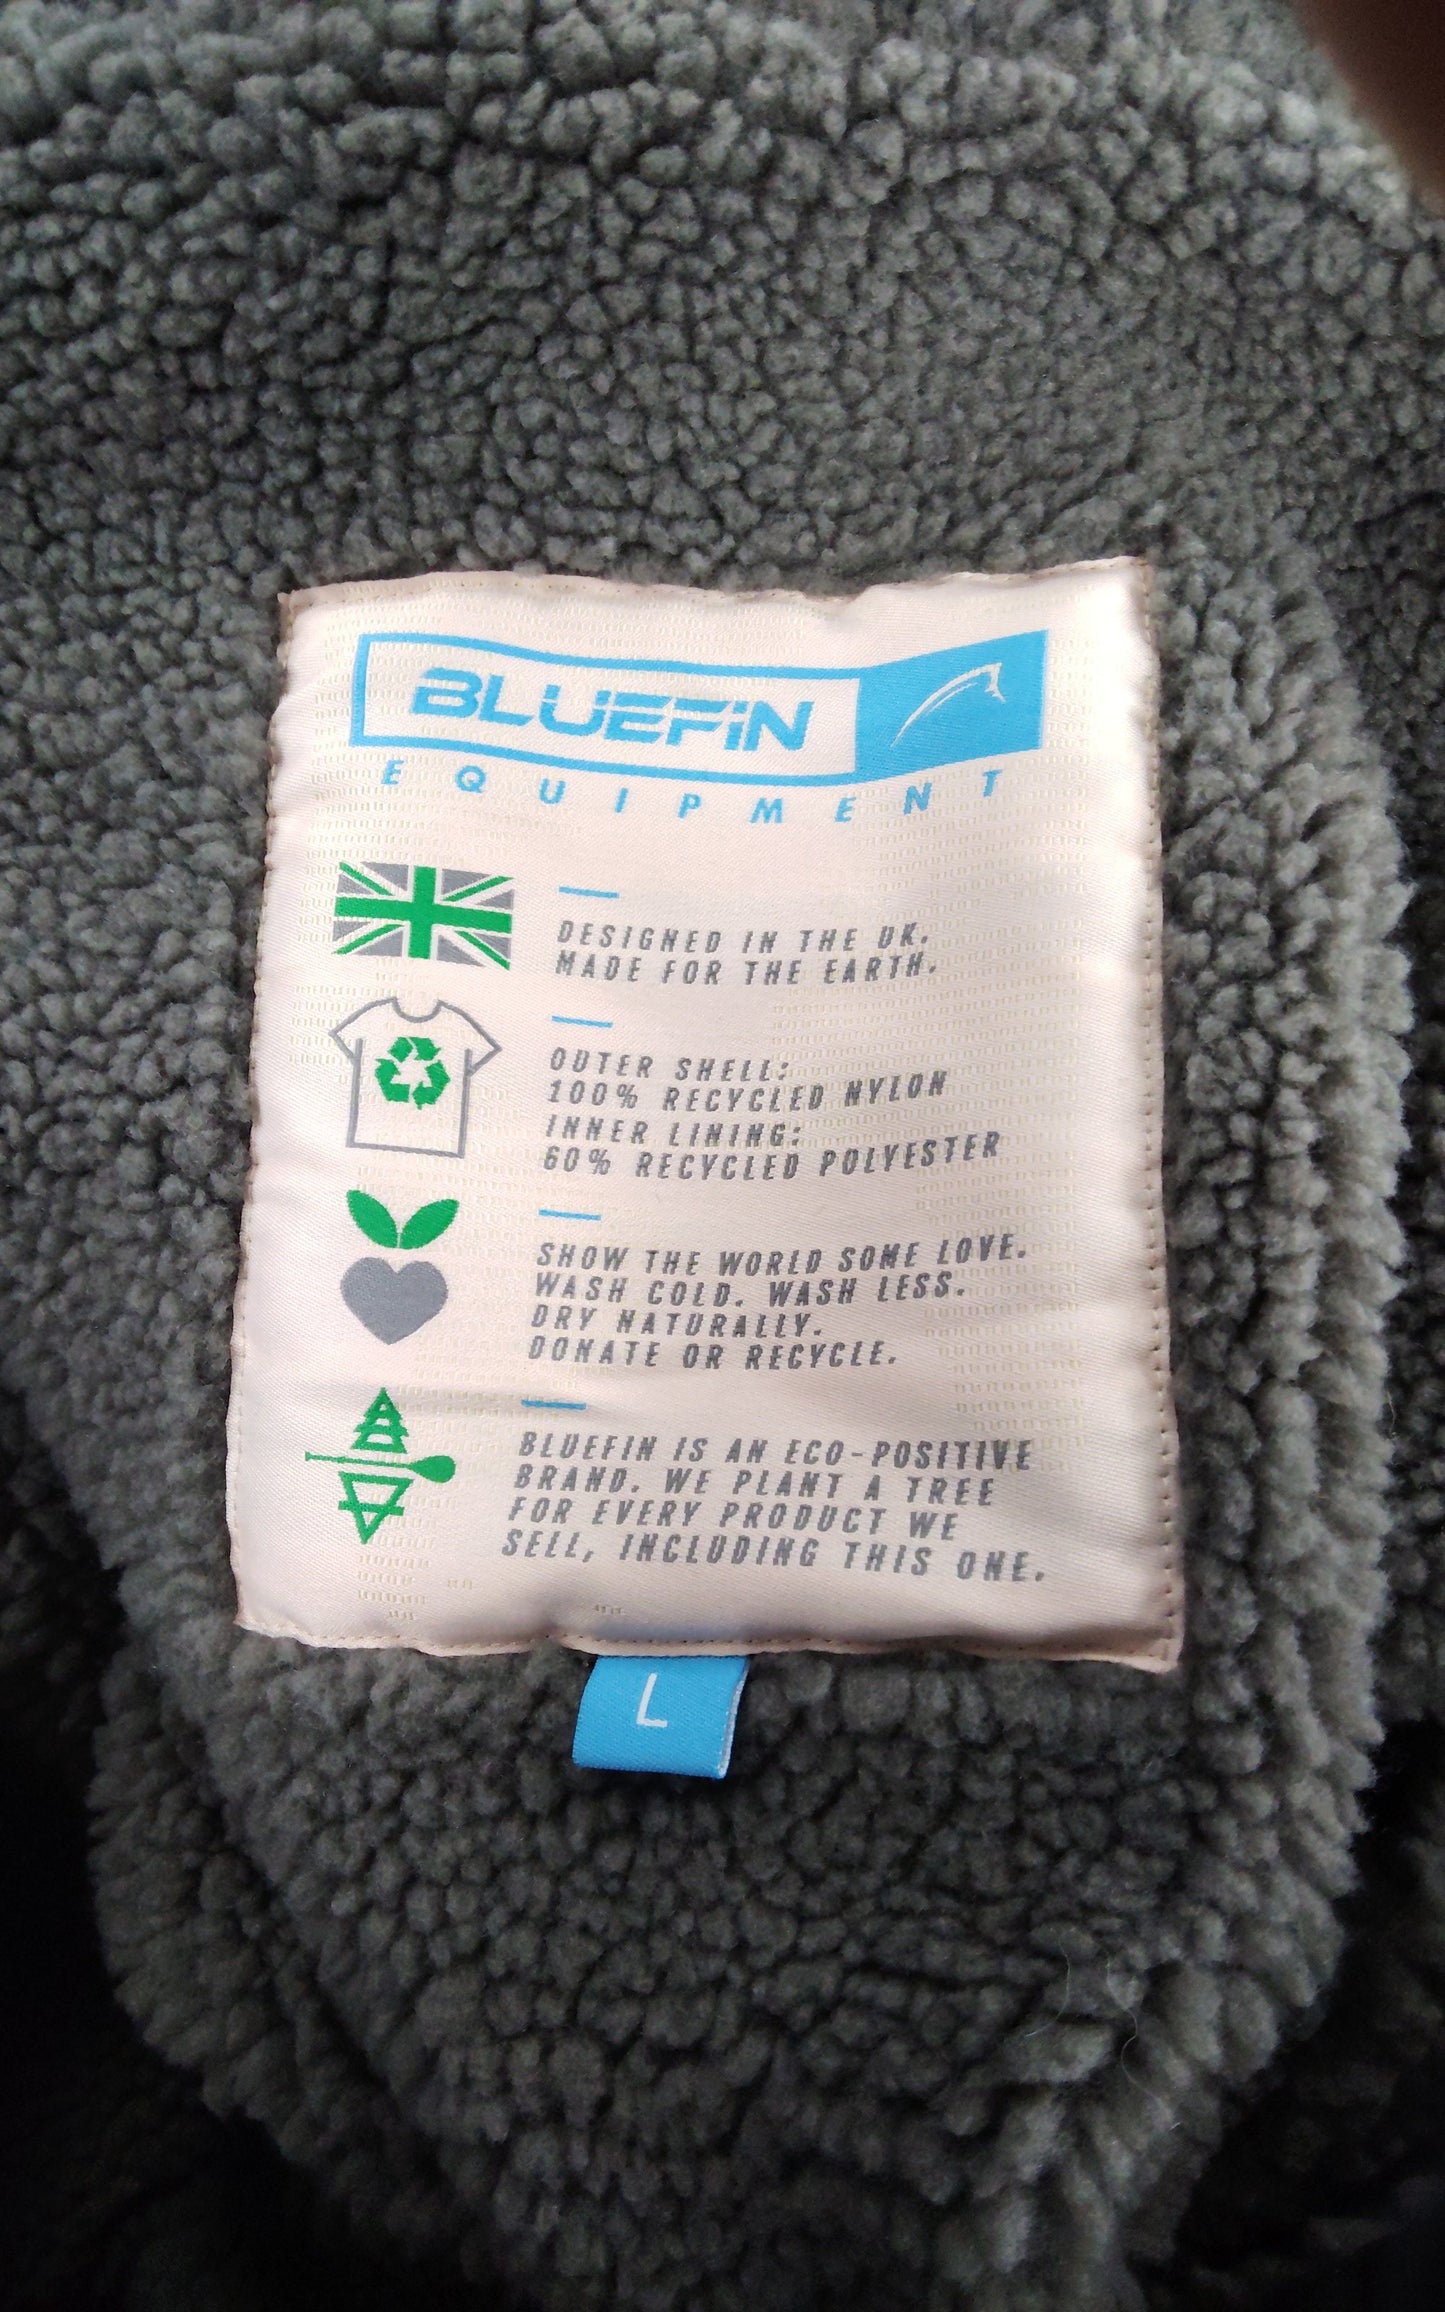 BLUEFiN
EQUIPMENT
DESIGNED IN THE UK.
MADE FOR THE EARTH.
OUTER SHELL:
100% RECYCLED NYLON
INNER LINING:
60% RECYCLED POLYESTER
SHOW THE WORLD SOME LOVE.
WASH COLD. WASH LESS.
DRY NATURALLY.
DONATE OR RECYCLE.
BLUEFIN IS AN ECO-POSITIVE
BRAND. WE PLANT A TREE
FOR EVERY PRODUCT WE
SELL, INCLUDING THIS ONE.
L